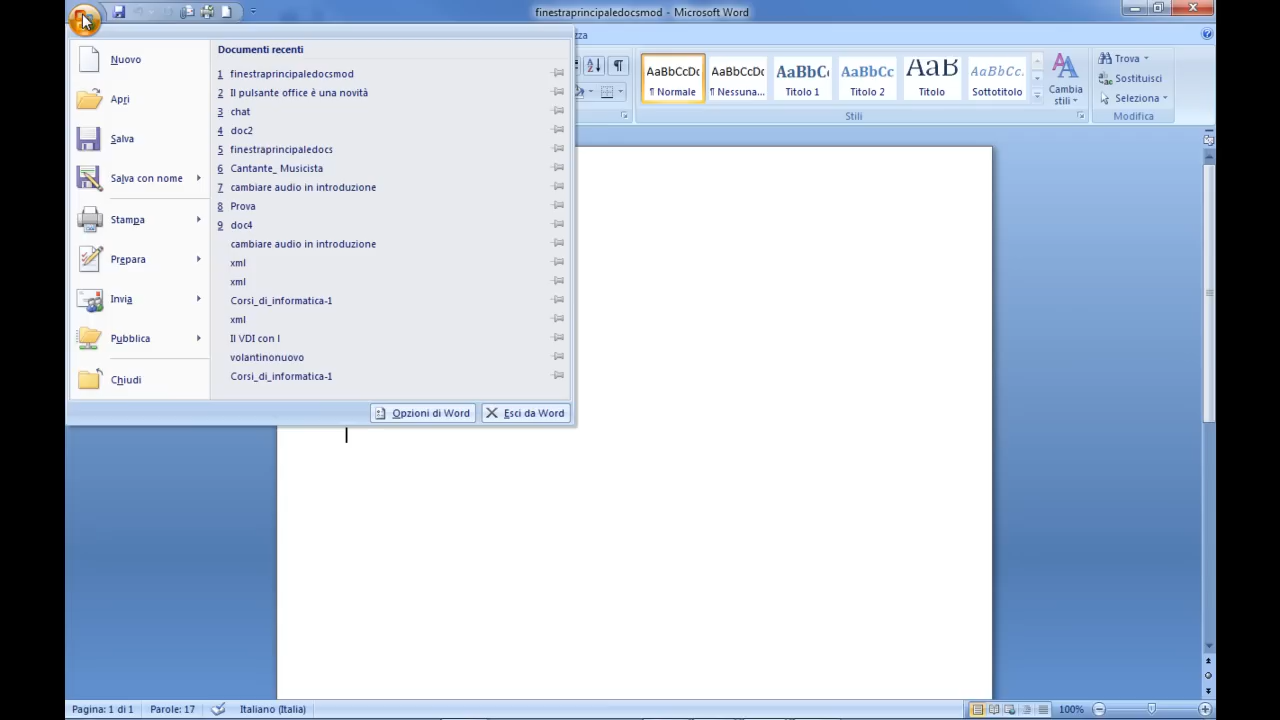 finestraprincipaledocsmod - Microsoft Word
zza
Nuovo
Apri
Salva
Salva con nome
Stampa
Prepara
Invia
Pubblica
Chiudi
Documenti recenti
1 finestraprincipaledocsmod
2 Il pulsante office è una novità
3 chat
4 doc2
5 finestraprincipaledocs
6 Cantante_ Musicista
7 cambiare audio in introduzione
8 Prova
9 doc4
cambiare audio in introduzione
xml
xml
Corsi_di_informatica-1
xml
Il VDI con l
volantinonuovo
Corsi_di_informatica-1
Opzioni di Word
Esci da Word
AaBbCcDc
¶ Normale
AaBbCcDc
¶ Nessuna...
AaBbC
Titolo 1
AaBbCc
Titolo 2
AaB
Titolo
AaBbCc.
Sottotitolo
Cambia
stili
Stili
Trova
Sostituisci
Seleziona
Modifica
Pagina: 1 di 1
Parole: 17
Italiano (Italia)
100%